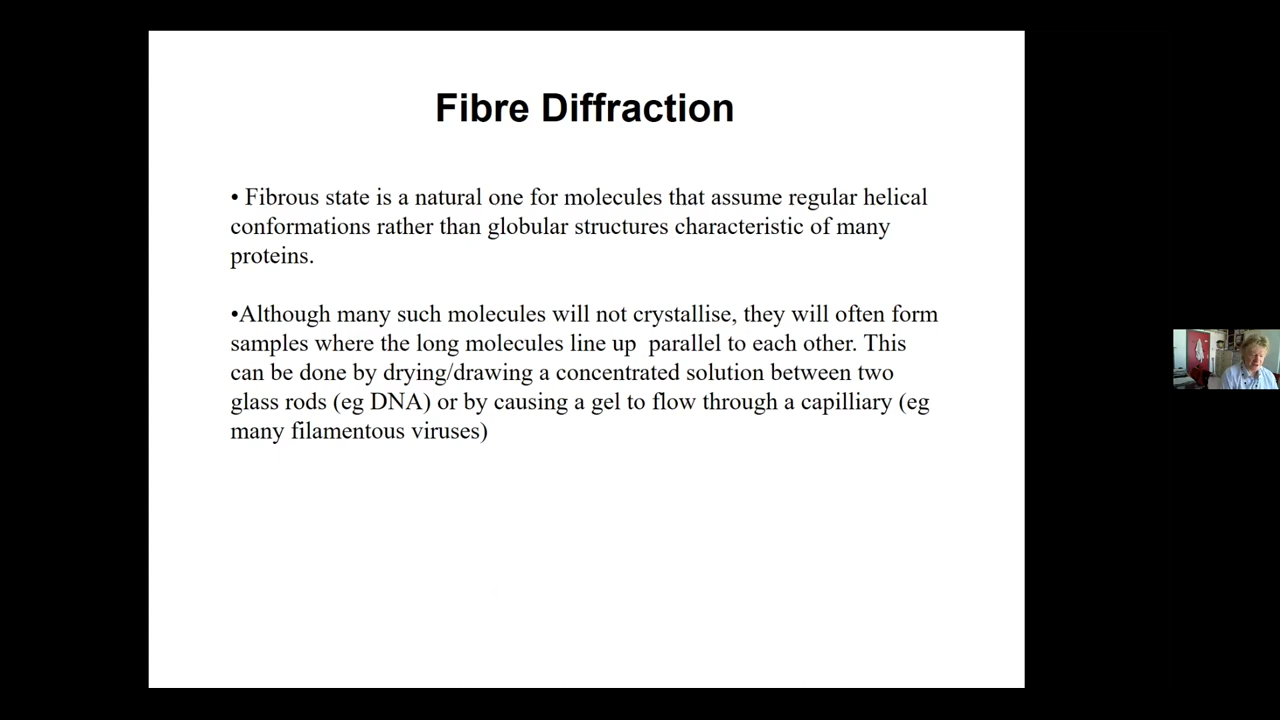 Fibre Diffraction
• Fibrous state is a natural one for molecules that assume regular helical
conformations rather than globular structures characteristic of many
proteins.
•Although many such molecules will not crystallise, they will often form
samples where the long molecules line up  parallel to each other. This
can be done by drying/drawing a concentrated solution between two
glass rods (eg DNA) or by causing a gel to flow through a capilliary (eg
many filamentous viruses)